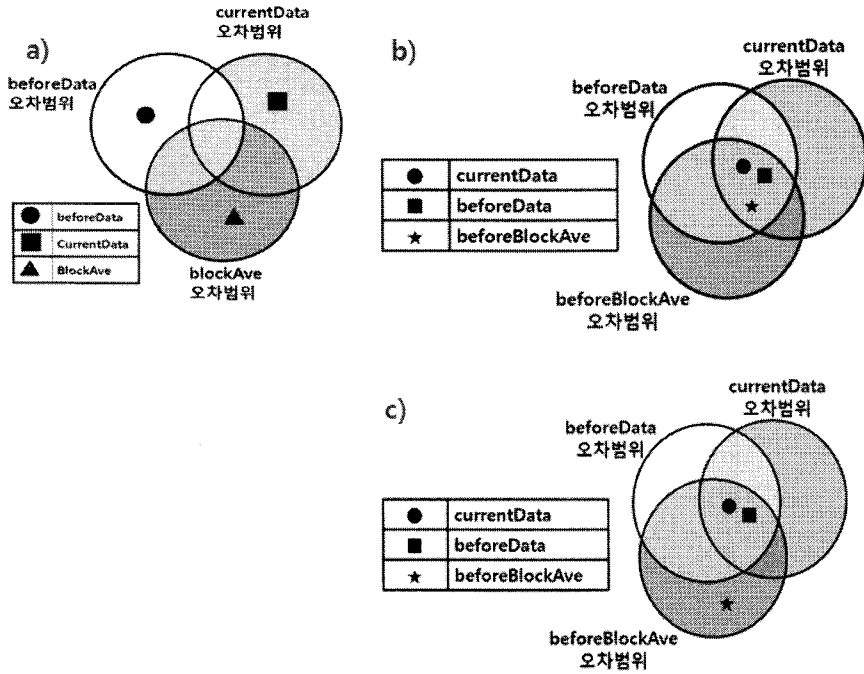 a)
currentData
오차범위
beforeData
오차범위
beforeData
CurrentData
BlockAve
blockAve
오차범위
b)
currentData
오차범위
beforeData
오차범위
currentData
beforeData
beforeBlockAve
beforeBlockAve
오차범위
c)
currentData
오차범위
beforeData
오차범위
currentData
beforeData
beforeBlockAve
beforeBlockAve
오차범위